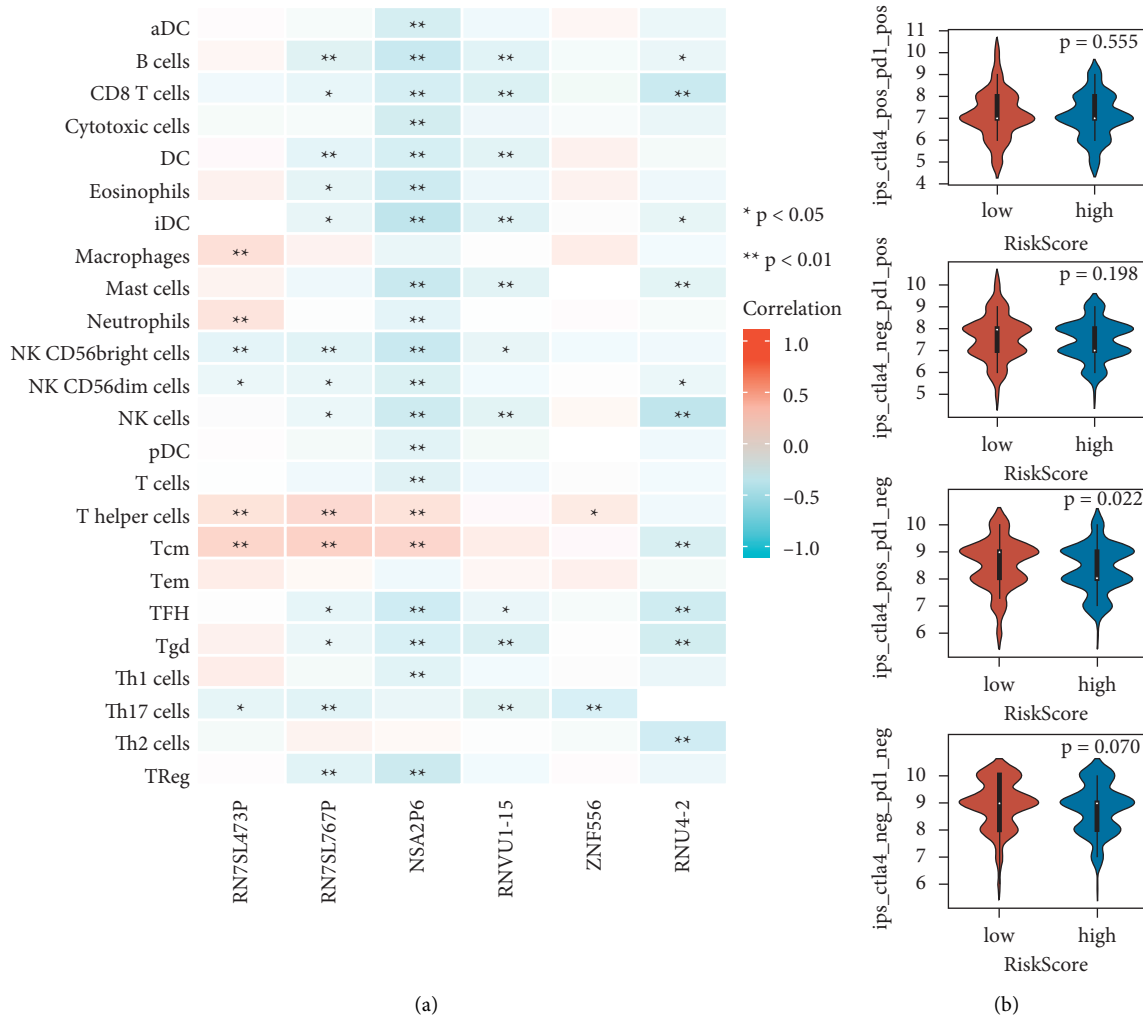 aDC **
B cells ** ** ** *
CD8 T cells * ** ** **
Cytotoxic cells **
DC ** ** **
Eosinophils * **
iDC * ** ** *
Macrophages **
Mast cells ** ** **
Neutrophils ** **
NK CD56bright cells ** ** ** *
NK CD56dim cells * * ** *
NK cells * ** ** **
pDC **
T cells **
T helper cells ** ** ** *
Tcm ** ** ** **
Tem
TFH * ** * **
Tgd * ** ** **
Th1 cells **
Th17 cells * ** ** **
Th2 cells **
TReg ** **
RN7SL473P
RN7SL767P
NSA2P6
RNVU1-15
ZNF556
RNU4-2
* p < 0.05
** p < 0.01
Correlation
1.0
0.5
0.0
−0.5
−1.0
(a)
ips_ctla4_pos_pd1_pos
11
10
9
8
7
6
5
4
p = 0.555
low high
RiskScore
ips_ctla4_neg_pd1_pos
10
9
8
7
6
5
p = 0.198
low high
RiskScore
ips_ctla4_pos_pd1_neg
10
9
8
7
6
p = 0.022
low high
RiskScore
ips_ctla4_neg_pd1_neg
10
9
8
7
6
p = 0.070
low high
RiskScore
(b)